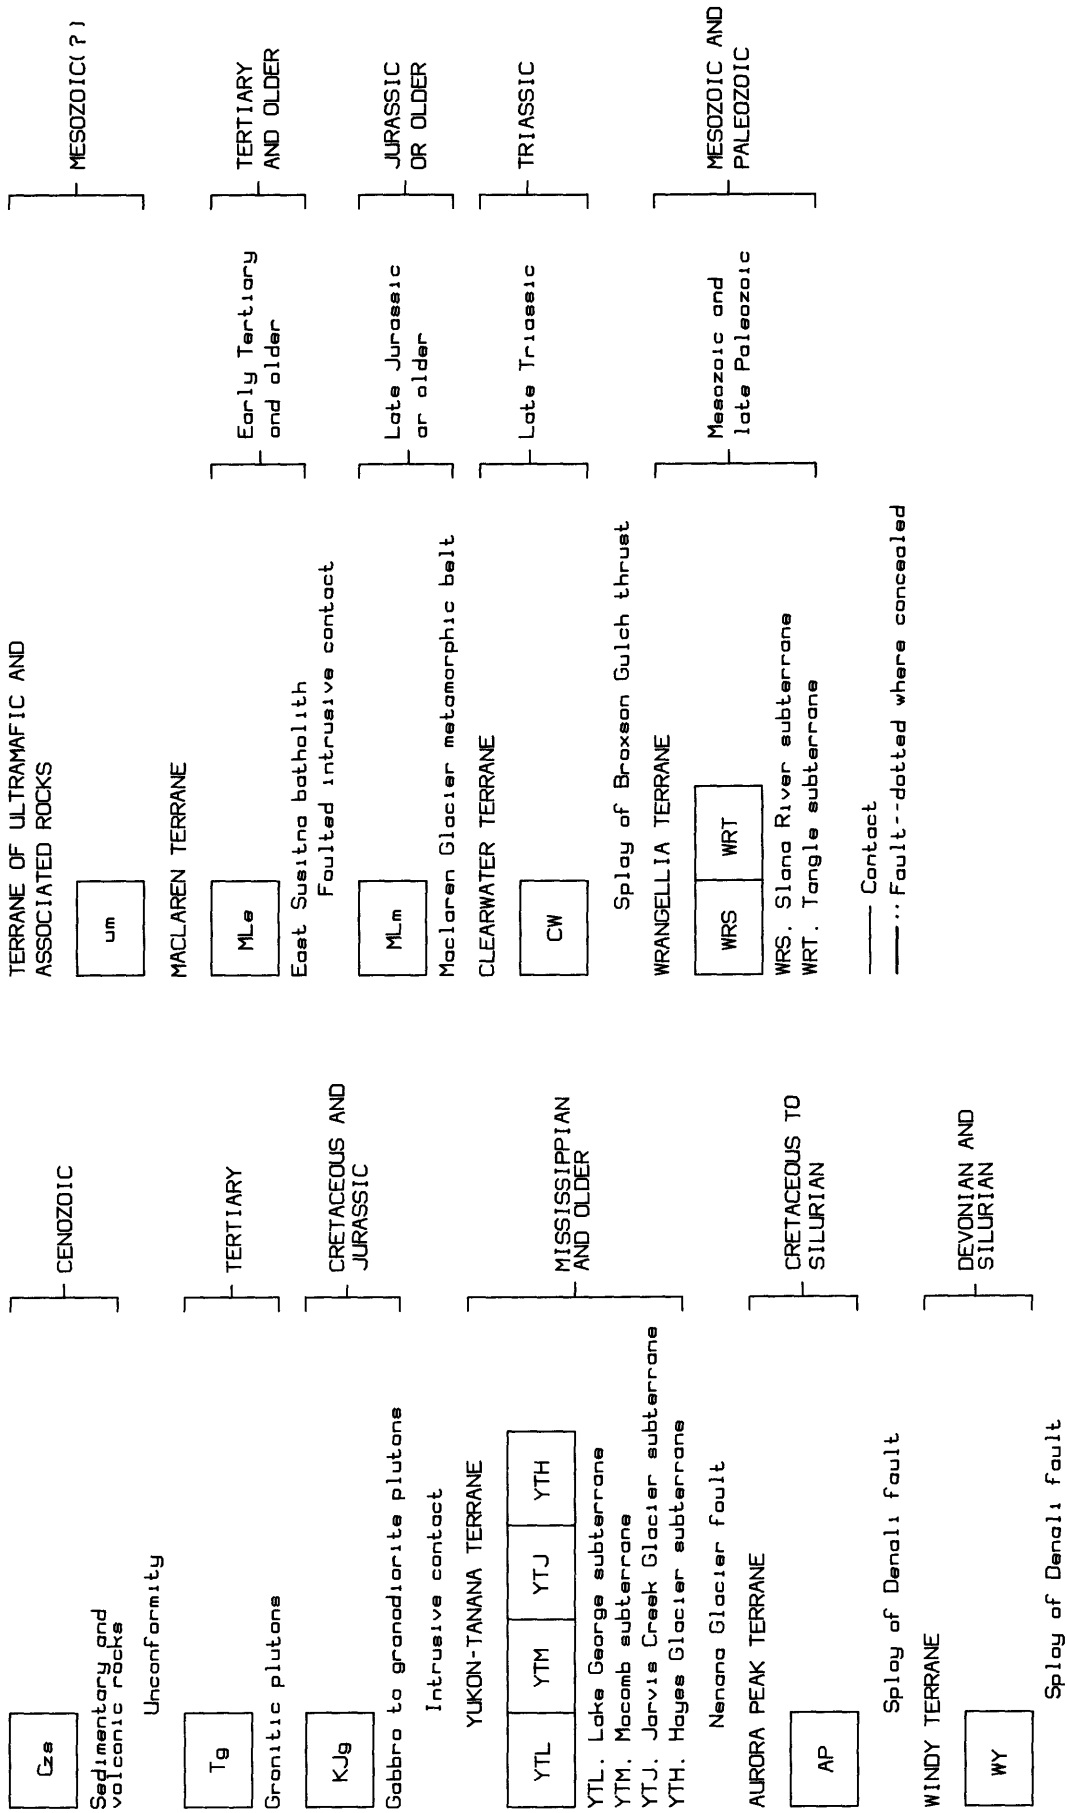 Czs
Sedimentary and
volcanic rocks
CENOZOIC
Unconformity
Tg
Granitic plutons
TERTIARY
KJg
Gabbro to granodiorite plutons
CRETACEOUS AND
JURASSIC
Intrusive contact
YUKON-TANANA TERRANE
YTL YTM YTJ YTH
YTL. Lake George subterrane
YTM. Macomb subterrane
YTJ. Jarvis Creek Glacier subterrane
YTH. Hayes Glacier subterrane
MISSISSIPPIAN
AND OLDER
Nenana Glacier fault
AURORA PEAK TERRANE
AP
CRETACEOUS TO
SILURIAN
Splay of Denali fault
WINDY TERRANE
WY
DEVONIAN AND
SILURIAN
Splay of Denali fault
TERRANE OF ULTRAMAFIC AND
ASSOCIATED ROCKS
um
MESOZOIC(?)
MACLAREN TERRANE
MLe
East Susitna batholith
Early Tertiary
and older
TERTIARY
AND OLDER
Faulted intrusive contact
MLm
Maclaren Glacier metamorphic belt
Late Jurassic
or older
JURASSIC
OR OLDER
CLEARWATER TERRANE
CW
Late Triassic
TRIASSIC
Splay of Broxson Gulch thrust
WRANGELLIA TERRANE
WRS WRT
WRS. Slana River subterrane
WRT. Tangle subterrane
Mesozoic and
late Paleozoic
MESOZOIC AND
PALEOZOIC
Contact
Fault--dotted where concealed